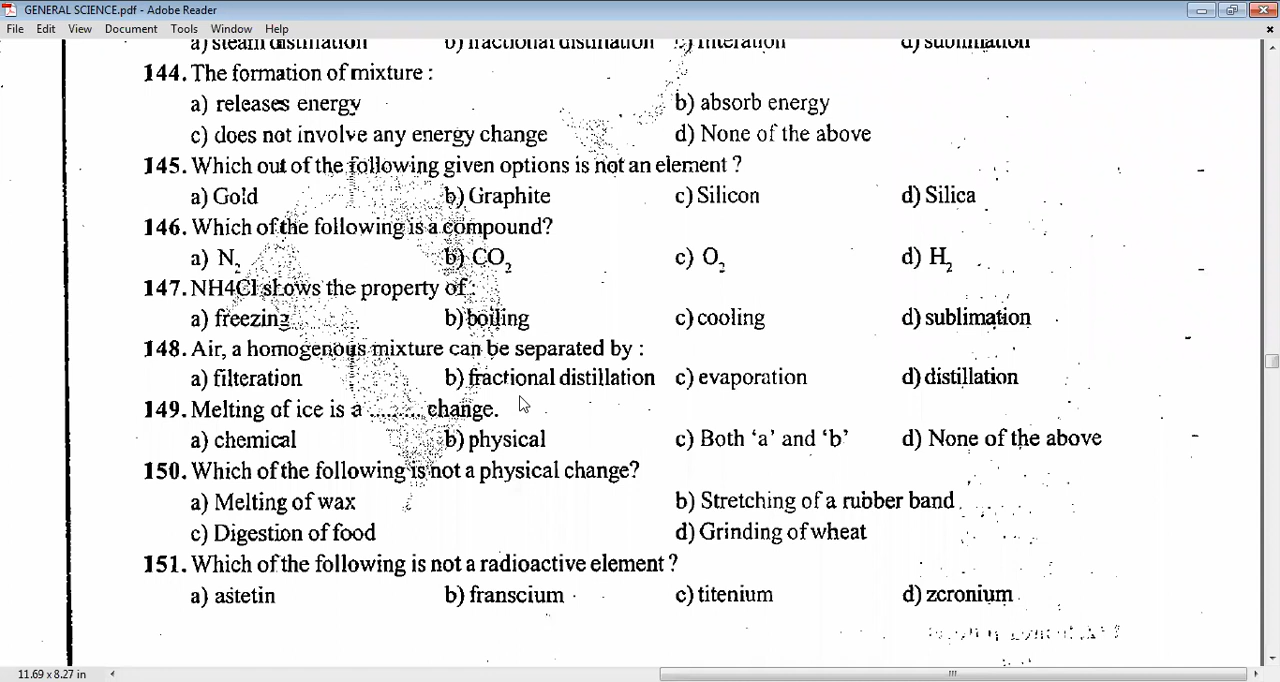 GENERAL SCIENCE.pdf - Adobe Reader
File Edit View Document Tools Window Help
a) steam distillation b) fractional distillation c) filteration d) sublimation
144. The formation of mixture :
a) releases energy b) absorb energy
c) does not involve any energy change d) None of the above
145. Which out of the following given options is not an element ?
a) Gold b) Graphite c) Silicon d) Silica
146. Which of the following is a compound?
a) N2 b) CO2 c) O2 d) H2
147. NH4Cl shows the property of :
a) freezing b) boiling c) cooling d) sublimation
148. Air, a homogenous mixture can be separated by :
a) filteration b) fractional distillation c) evaporation d) distillation
149. Melting of ice is a ......... change.
a) chemical b) physical c) Both ‘a’ and ‘b’ d) None of the above
150. Which of the following is not a physical change?
a) Melting of wax b) Stretching of a rubber band
c) Digestion of food d) Grinding of wheat
151. Which of the following is not a radioactive element ?
a) astetin b) franscium c) titenium d) zcronium
11.69 x 8.27 in